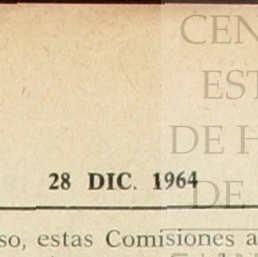 CEN
EST
DE H
28 DIC. 1964
DE
so, estas Comisiones a